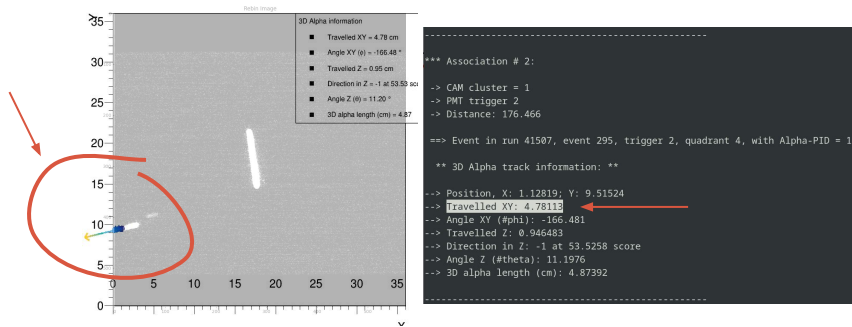 Beble image
3D Alpha information
Travelled XY = 4.78 cm
Angle XY (ø) = -166.48 °
Travelled Z = 0.95 cm
Direction in Z = -1 at 53.53 sc
Angle Z (θ) = 11.20 °
3D alpha length (cm) = 4.87
Y
35
30
25
20
15
10
5
0
0
5
10
15
20
25
30
35
X
-----------------------------------------------
*** Association # 2:
-> CAM cluster = 1
-> PMT trigger 2
-> Distance: 176.466
==> Event in run 41507, event 295, trigger 2, quadrant 4, with Alpha-PID = 1
** 3D Alpha track information: **
--> Position, X: 1.12819; Y: 9.51524
--> Travelled XY: 4.78113
--> Angle XY (#phi): -166.481
--> Travelled Z: 0.946483
--> Direction in Z: -1 at 53.5258 score
--> Angle Z (#theta): 11.1976
--> 3D alpha length (cm): 4.87392
-----------------------------------------------